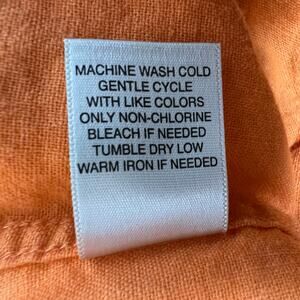 MACHINE WASH COLD
GENTLE CYCLE
WITH LIKE COLORS
ONLY NON-CHLORINE
BLEACH IF NEEDED
TUMBLE DRY LOW
WARM IRON IF NEEDED